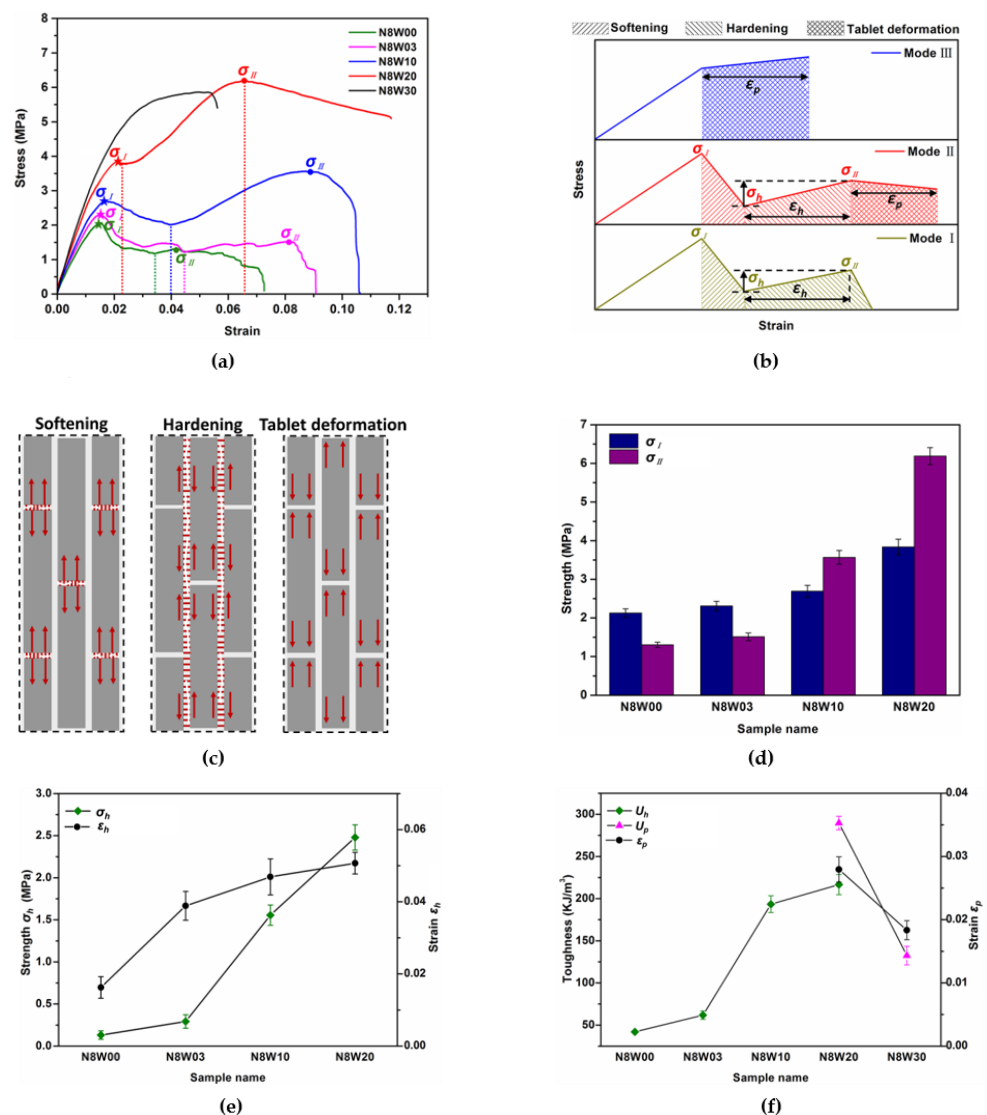 N8W00
N8W03
N8W10
N8W20
N8W30
σII
σI
σII
σI
σI
σII
σI
σII
Stress (MPa)
8
7
6
5
4
3
2
1
0
0.00 0.02 0.04 0.06 0.08 0.10 0.12
Strain
(a)
Softening Hardening Tablet deformation
Mode III
εp
Mode II
σI
σII
σh
εh
εp
Mode I
σI
σII
σh
εh
Stress
Strain
(b)
Softening Hardening Tablet deformation
(c)
σI
σII
Strength (MPa)
7
6
5
4
3
2
1
0
N8W00 N8W03 N8W10 N8W20
Sample name
(d)
σh
εh
Strength σh (MPa)
3.0
2.5
2.0
1.5
1.0
0.5
0.0
0.06
0.04
0.02
0.00
Strain εh
N8W00 N8W03 N8W10 N8W20
Sample name
(e)
Uh
Up
εp
Toughness (KJ/m³)
300
250
200
150
100
50
0.04
0.03
0.02
0.01
0.00
Strain εp
N8W00 N8W03 N8W10 N8W20 N8W30
Sample name
(f)